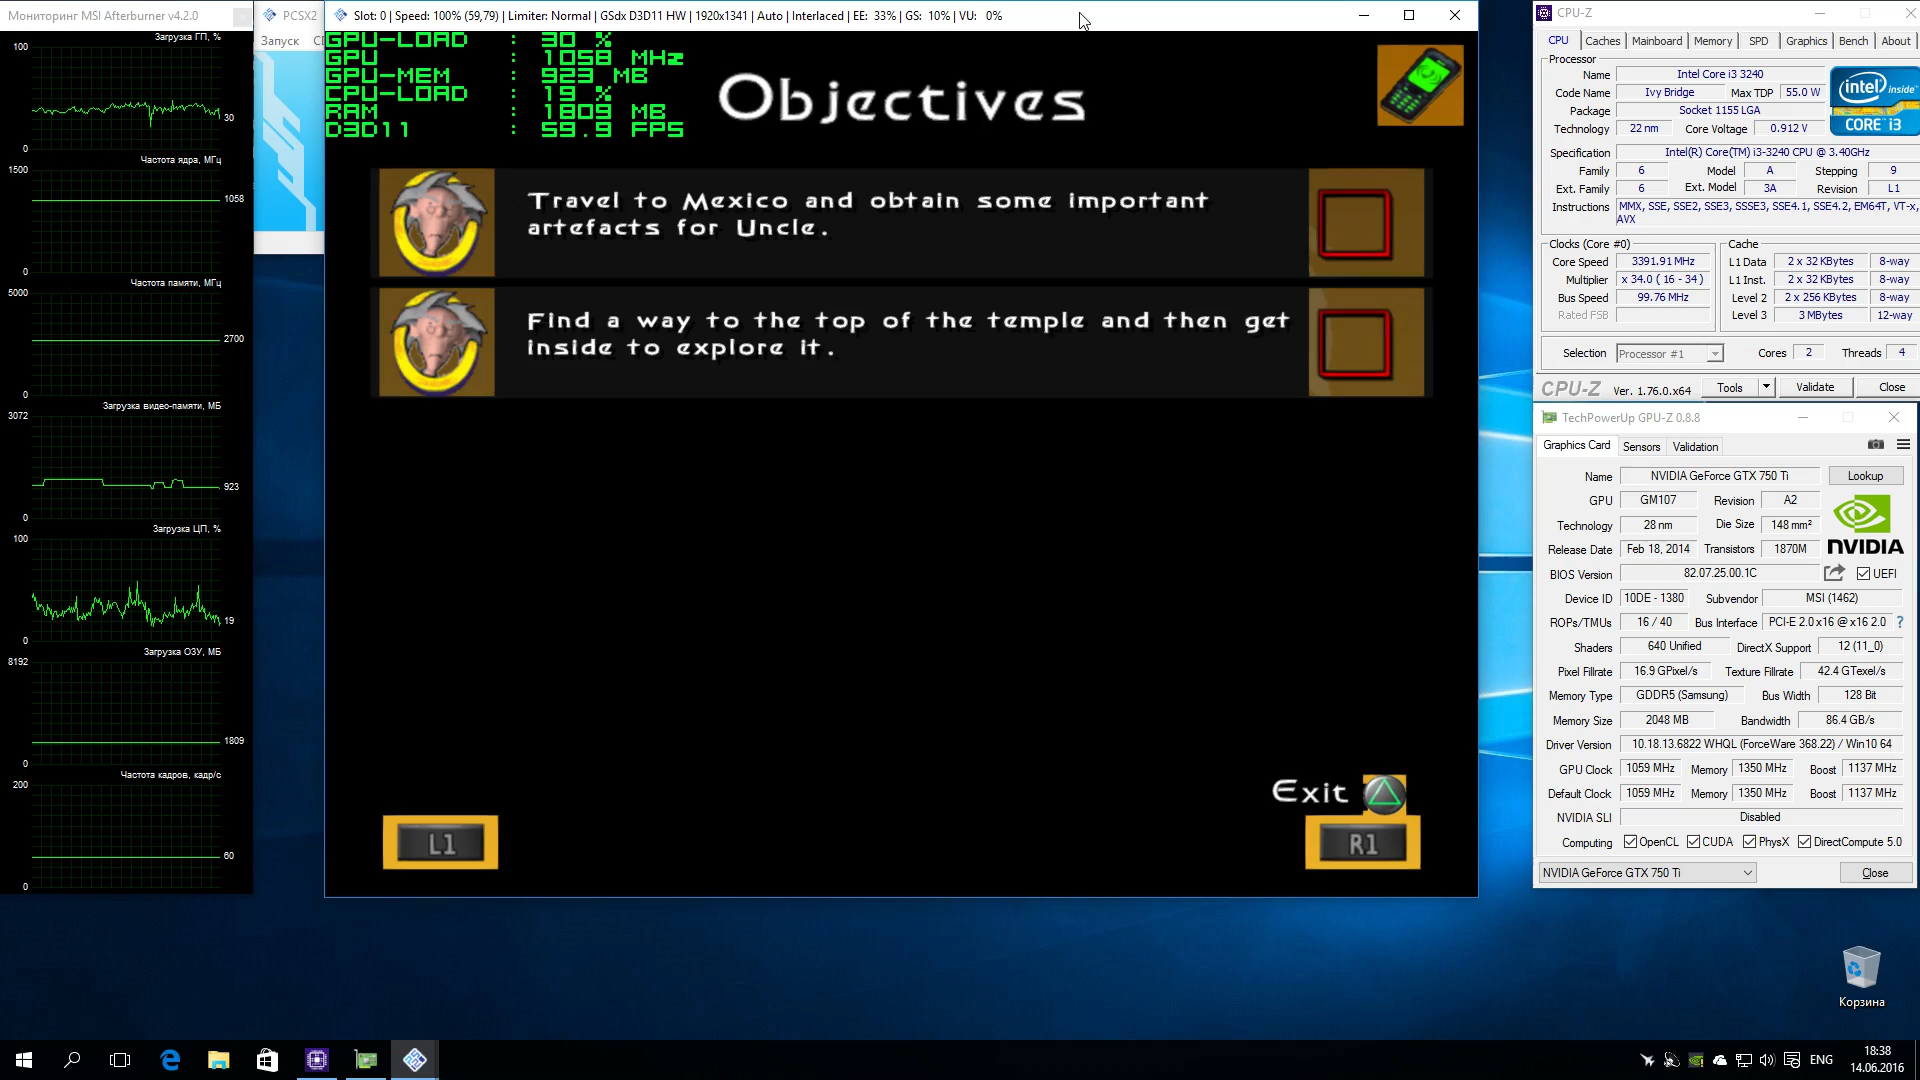 Мониторинг MSI Afterburner v4.2.0
Загрузка ГП, %
100
30
0
Частота ядра, МГц
1500
1058
0
Частота памяти, МГц
5000
2700
0
Загрузка видео-памяти, МБ
3072
923
0
Загрузка ЦП, %
100
19
0
Загрузка ОЗУ, МБ
8192
1809
0
Частота кадров, кадр/с
200
60
0
PCSX2
Запуск
Slot: 0 | Speed: 100% (59,79) | Limiter: Normal | GSdx D3D11 HW | 1920x1341 | Auto | Interlaced | EE: 33% | GS: 10% | VU: 0%
GPU-LOAD : 30 %
GPU : 1058 MHz
GPU-MEM : 923 MB
CPU-LOAD : 19 %
RAM : 1809 MB
D3D11 : 59.9 FPS
Objectives
Travel to Mexico and obtain some important
artefacts for Uncle.
Find a way to the top of the temple and then get
inside to explore it.
Exit
L1
R1
CPU-Z
CPU Caches Mainboard Memory SPD Graphics Bench About
Processor
Name Intel Core i3 3240
Code Name Ivy Bridge Max TDP 55.0 W
Package Socket 1155 LGA
Technology 22 nm Core Voltage 0.912 V
intel inside
CORE i3
Specification Intel(R) Core(TM) i3-3240 CPU @ 3.40GHz
Family 6 Model A Stepping 9
Ext. Family 6 Ext. Model 3A Revision L1
Instructions MMX, SSE, SSE2, SSE3, SSSE3, SSE4.1, SSE4.2, EM64T, VT-x,
AVX
Clocks (Core #0)
Core Speed 3391.91 MHz
Multiplier x 34.0 ( 16 - 34 )
Bus Speed 99.76 MHz
Rated FSB
Cache
L1 Data 2 x 32 KBytes 8-way
L1 Inst. 2 x 32 KBytes 8-way
Level 2 2 x 256 KBytes 8-way
Level 3 3 MBytes 12-way
Selection Processor #1 Cores 2 Threads 4
CPU-Z Ver. 1.76.0.x64 Tools Validate Close
TechPowerUp GPU-Z 0.8.8
Graphics Card Sensors Validation
Name NVIDIA GeForce GTX 750 Ti Lookup
GPU GM107 Revision A2
Technology 28 nm Die Size 148 mm²
Release Date Feb 18, 2014 Transistors 1870M
NVIDIA
BIOS Version 82.07.25.00.1C UEFI
Device ID 10DE - 1380 Subvendor MSI (1462)
ROPs/TMUs 16 / 40 Bus Interface PCI-E 2.0 x16 @ x16 2.0 ?
Shaders 640 Unified DirectX Support 12 (11_0)
Pixel Fillrate 16.9 GPixel/s Texture Fillrate 42.4 GTexel/s
Memory Type GDDR5 (Samsung) Bus Width 128 Bit
Memory Size 2048 MB Bandwidth 86.4 GB/s
Driver Version 10.18.13.6822 WHQL (ForceWare 368.22) / Win10 64
GPU Clock 1059 MHz Memory 1350 MHz Boost 1137 MHz
Default Clock 1059 MHz Memory 1350 MHz Boost 1137 MHz
NVIDIA SLI Disabled
Computing OpenCL CUDA PhysX DirectCompute 5.0
NVIDIA GeForce GTX 750 Ti Close
Корзина
ENG
18:38
14.06.2016